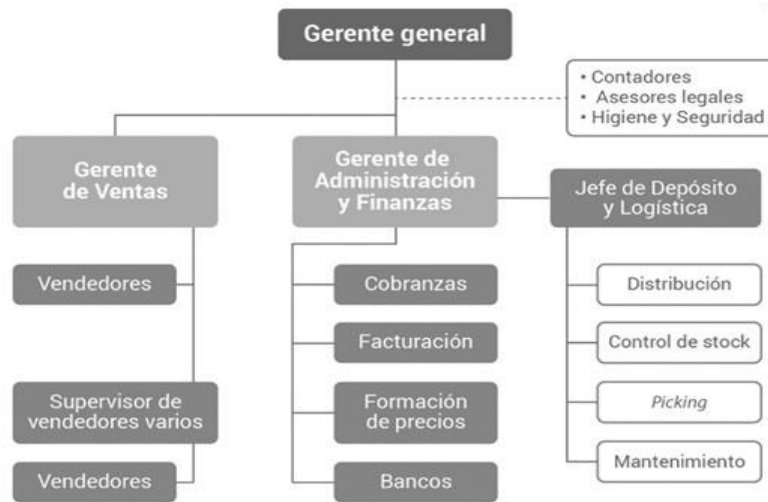 Gerente general
• Contadores
• Asesores legales
• Higiene y Seguridad
Gerente
de Ventas
Gerente de
Administración
y Finanzas
Jefe de Depósito
y Logística
Vendedores
Supervisor de
vendedores varios
Vendedores
Cobranzas
Facturación
Formación
de precios
Bancos
Distribución
Control de stock
Picking
Mantenimiento